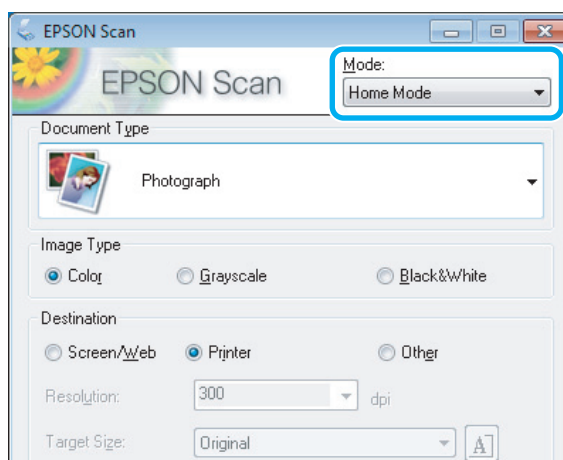 EPSON Scan
EPSON Scan
Mode:
Home Mode
Document Type
Photograph
Image Type
Color Grayscale Black&White
Destination
Screen/Web Printer Other
Resolution: 300 dpi
Target Size: Original A